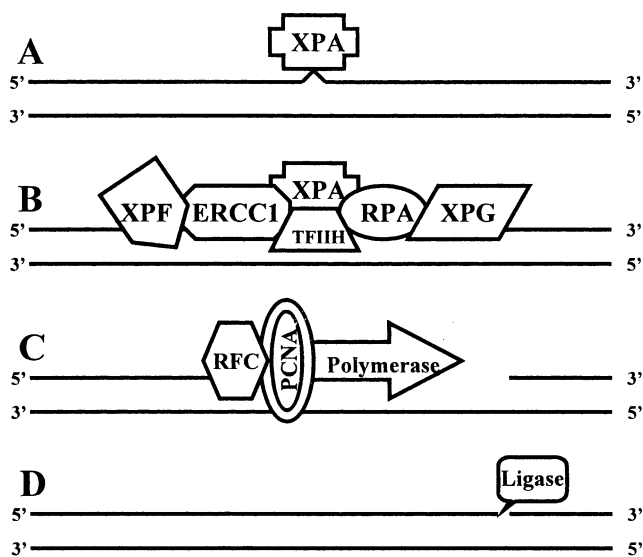 A
XPA
5' 3'
3' 5'
B
XPF ERCC1 XPA RPA XPG
TFIIH
5' 3'
3' 5'
C
RFC PCNA Polymerase
5' 3'
3' 5'
D
Ligase
5' 3'
3' 5'